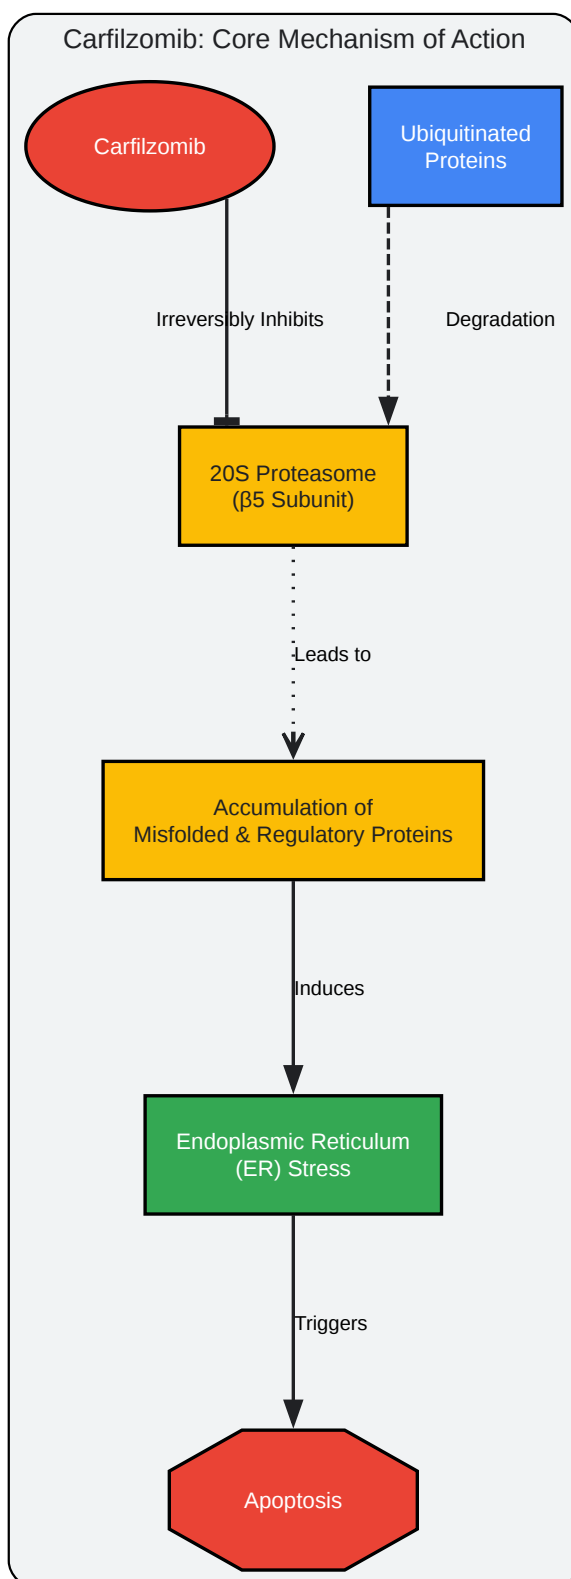 Carfilzomib: Core Mechanism of Action
Carfilzomib
Ubiquitinated
Proteins
Irreversibly Inhibits
Degradation
20S Proteasome
(β5 Subunit)
Leads to
Accumulation of
Misfolded & Regulatory Proteins
Induces
Endoplasmic Reticulum
(ER) Stress
Triggers
Apoptosis